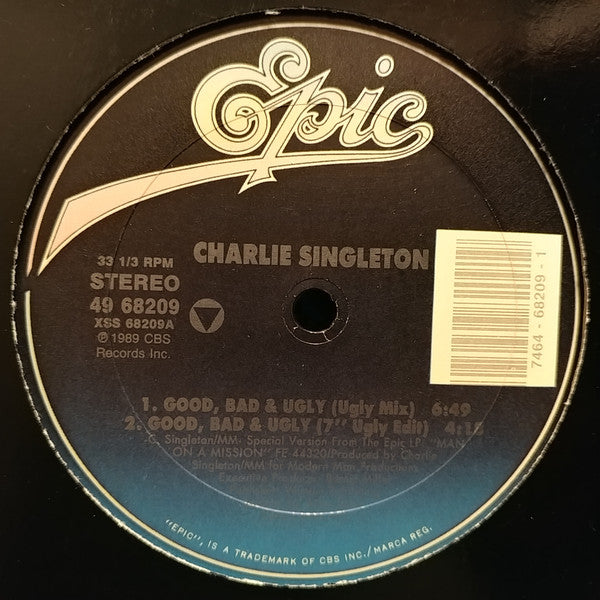 Epic
CHARLIE SINGLETON
33 1/3 RPM
STEREO
49 68209
XSS 68209A
℗ 1989 CBS
Records Inc.
7464 - 68209 - 1
1. GOOD, BAD & UGLY (Ugly Mix) 6:49
2. GOOD, BAD & UGLY (7" Ugly Edit) 4:15
-C. Singleton/MM- Special Version From The Epic LP: "MAN
ON A MISSION" FE 44320/Produced by Charlie
Singleton/MM for Modern Man Productions
Executive
"EPIC", IS A TRADEMARK OF CBS INC./MARCA REG.